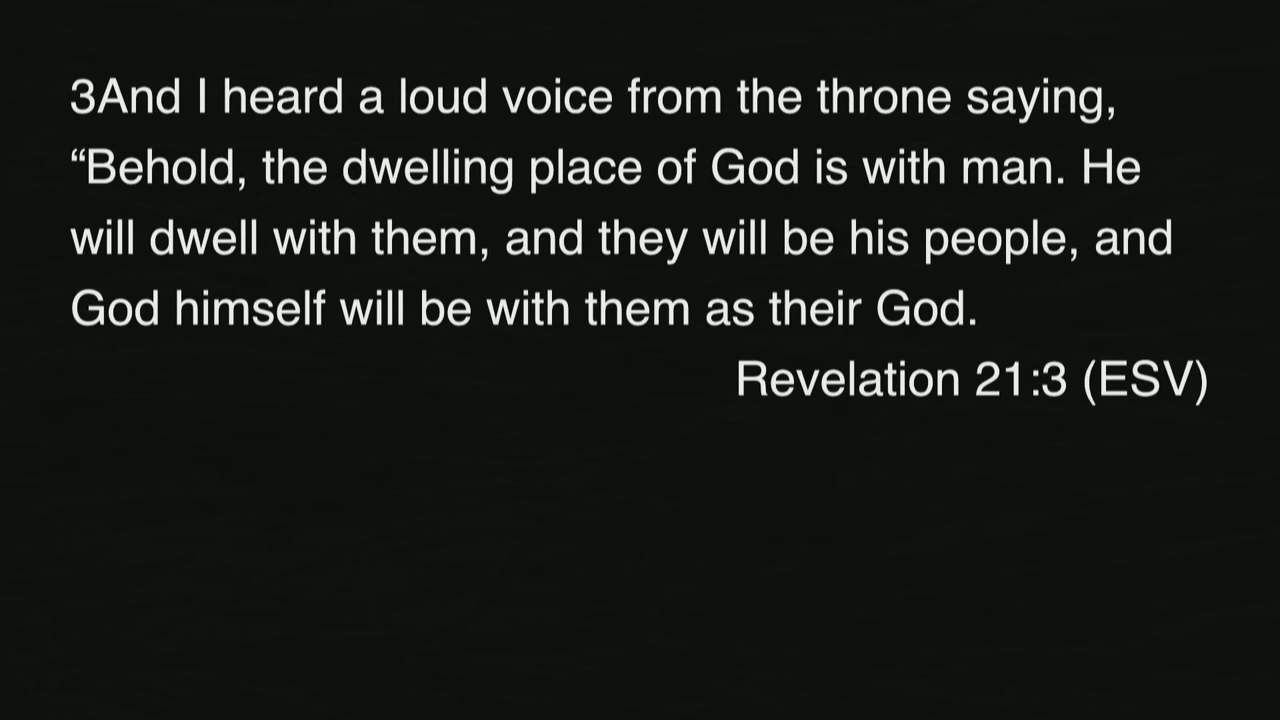 3And I heard a loud voice from the throne saying,
“Behold, the dwelling place of God is with man. He
will dwell with them, and they will be his people, and
God himself will be with them as their God.
Revelation 21:3 (ESV)